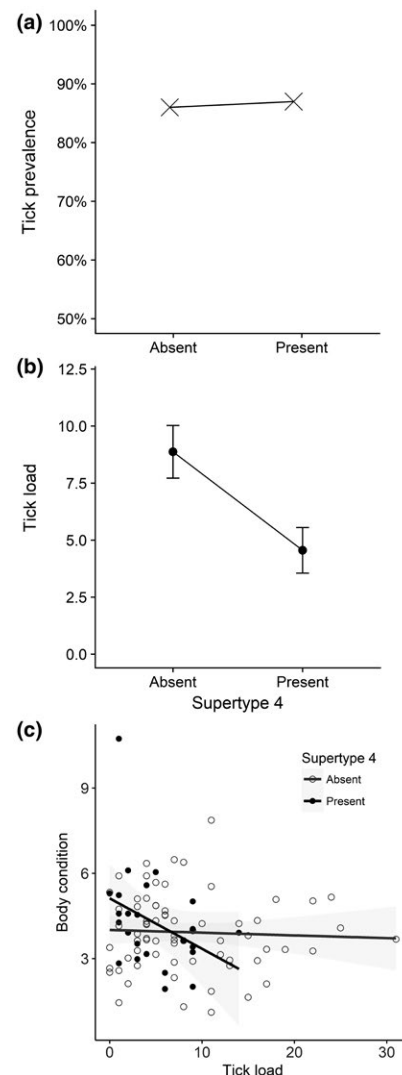 (a)
100%
90%
80%
70%
60%
50%
Tick prevalence
Absent Present
(b)
12.5
10.0
7.5
5.0
2.5
0.0
Tick load
Absent Present
Supertype 4
(c)
9
6
3
Body condition
Supertype 4
Absent
Present
0 10 20 30
Tick load